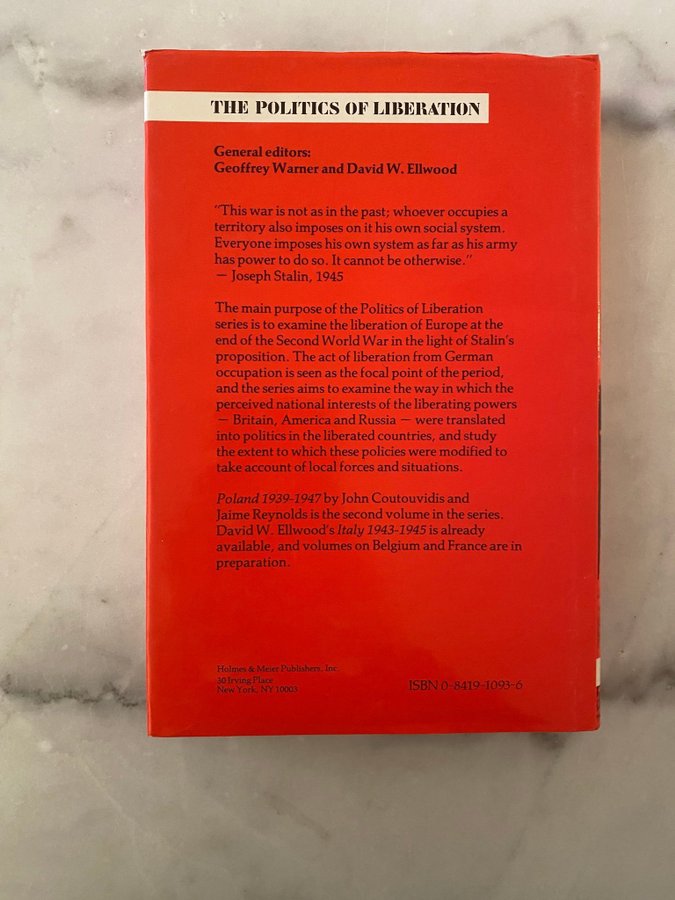 THE POLITICS OF LIBERATION
General editors:
Geoffrey Warner and David W. Ellwood
"This war is not as in the past; whoever occupies a
territory also imposes on it his own social system.
Everyone imposes his own system as far as his army
has power to do so. It cannot be otherwise."
— Joseph Stalin, 1945
The main purpose of the Politics of Liberation
series is to examine the liberation of Europe at the
end of the Second World War in the light of Stalin's
proposition. The act of liberation from German
occupation is seen as the focal point of the period,
and the series aims to examine the way in which the
perceived national interests of the liberating powers
— Britain, America and Russia — were translated
into politics in the liberated countries, and study
the extent to which these policies were modified to
take account of local forces and situations.
Poland 1939-1947 by John Coutouvidis and
Jaime Reynolds is the second volume in the series.
David W. Ellwood's Italy 1943-1945 is already
available, and volumes on Belgium and France are in
preparation.
Holmes & Meier Publishers, Inc.
30 Irving Place
New York, NY 10003
ISBN 0-8419-1093-6